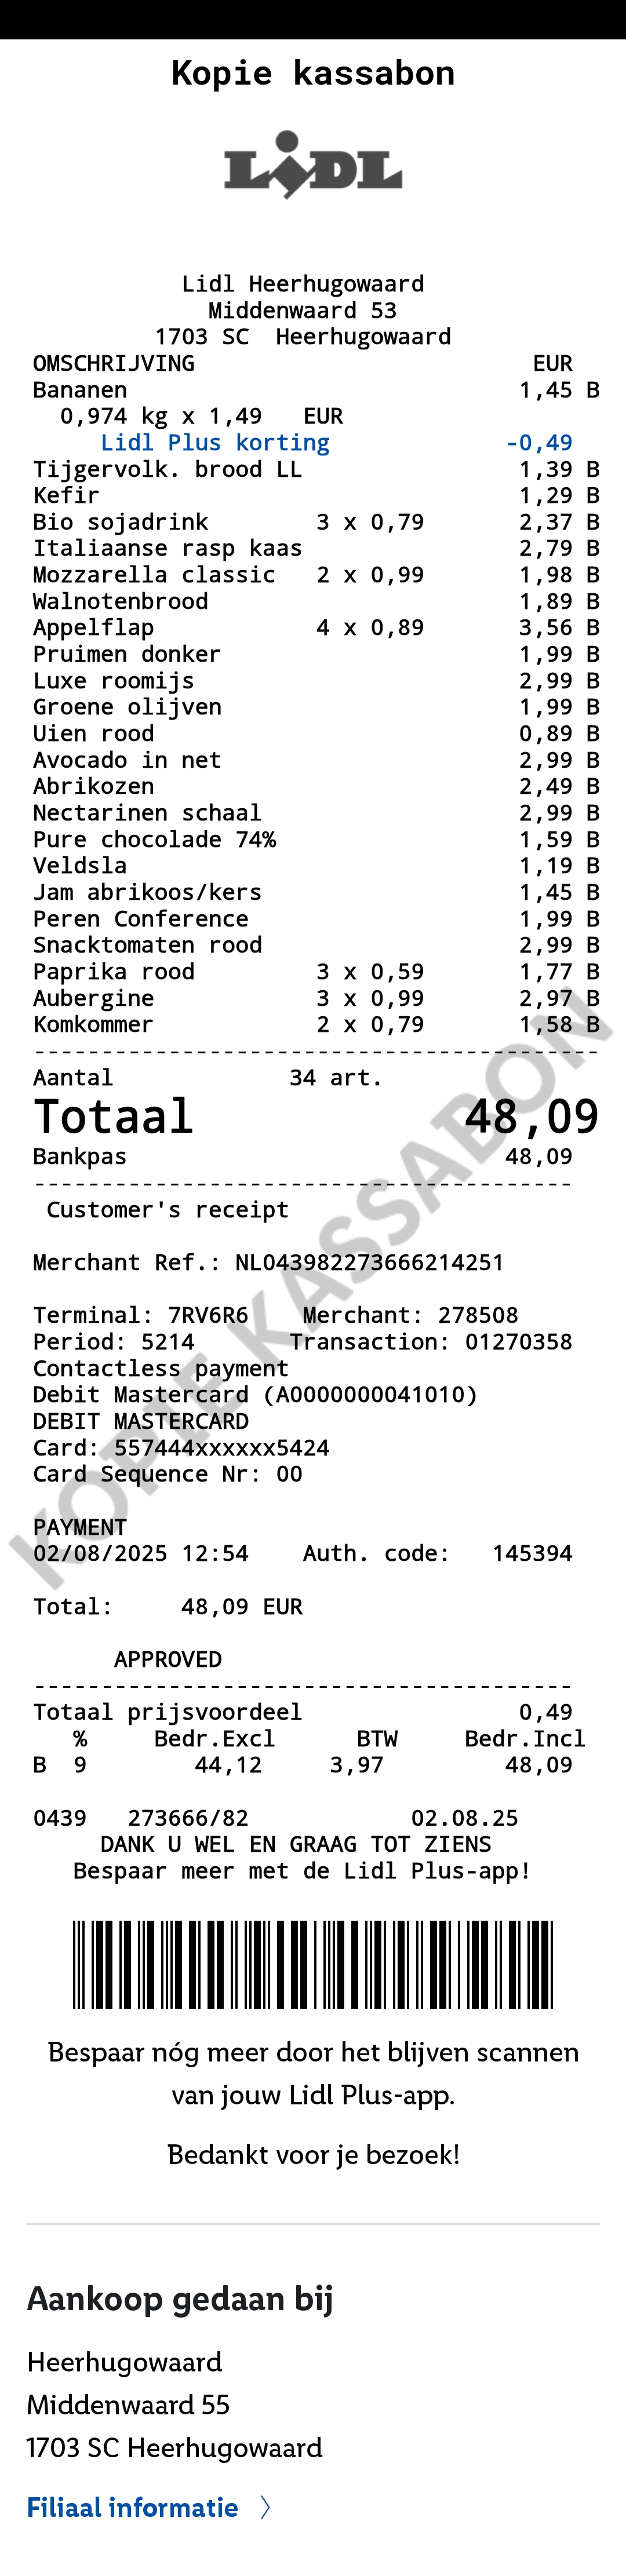 Kopie kassabon
LIDL
Lidl Heerhugowaard
Middenwaard 53
1703 SC  Heerhugowaard
OMSCHRIJVING EUR
Bananen 1,45 B
0,974 kg x 1,49 EUR
Lidl Plus korting -0,49
Tijgervolk. brood LL 1,39 B
Kefir 1,29 B
Bio sojadrink 3 x 0,79 2,37 B
Italiaanse rasp kaas 2,79 B
Mozzarella classic 2 x 0,99 1,98 B
Walnotenbrood 1,89 B
Appelflap 4 x 0,89 3,56 B
Pruimen donker 1,99 B
Luxe roomijs 2,99 B
Groene olijven 1,99 B
Uien rood 0,89 B
Avocado in net 2,99 B
Abrikozen 2,49 B
Nectarinen schaal 2,99 B
Pure chocolade 74% 1,59 B
Veldsla 1,19 B
Jam abrikoos/kers 1,45 B
Peren Conference 1,99 B
Snacktomaten rood 2,99 B
Paprika rood 3 x 0,59 1,77 B
Aubergine 3 x 0,99 2,97 B
Komkommer 2 x 0,79 1,58 B
------------------------------------------
Aantal 34 art.
Totaal 48,09
Bankpas 48,09
----------------------------------------
Customer's receipt
Merchant Ref.: NL043982273666214251
Terminal: 7RV6R6 Merchant: 278508
Period: 5214 Transaction: 01270358
Contactless payment
Debit Mastercard (A0000000041010)
DEBIT MASTERCARD
Card: 557444xxxxxx5424
Card Sequence Nr: 00
PAYMENT
02/08/2025 12:54 Auth. code: 145394
Total: 48,09 EUR
APPROVED
----------------------------------------
Totaal prijsvoordeel 0,49
% Bedr.Excl BTW Bedr.Incl
B 9 44,12 3,97 48,09
0439 273666/82 02.08.25
DANK U WEL EN GRAAG TOT ZIENS
Bespaar meer met de Lidl Plus-app!
KOPIE KASSABON
Bespaar nóg meer door het blijven scannen
van jouw Lidl Plus-app.
Bedankt voor je bezoek!
Aankoop gedaan bij
Heerhugowaard
Middenwaard 55
1703 SC Heerhugowaard
Filiaal informatie